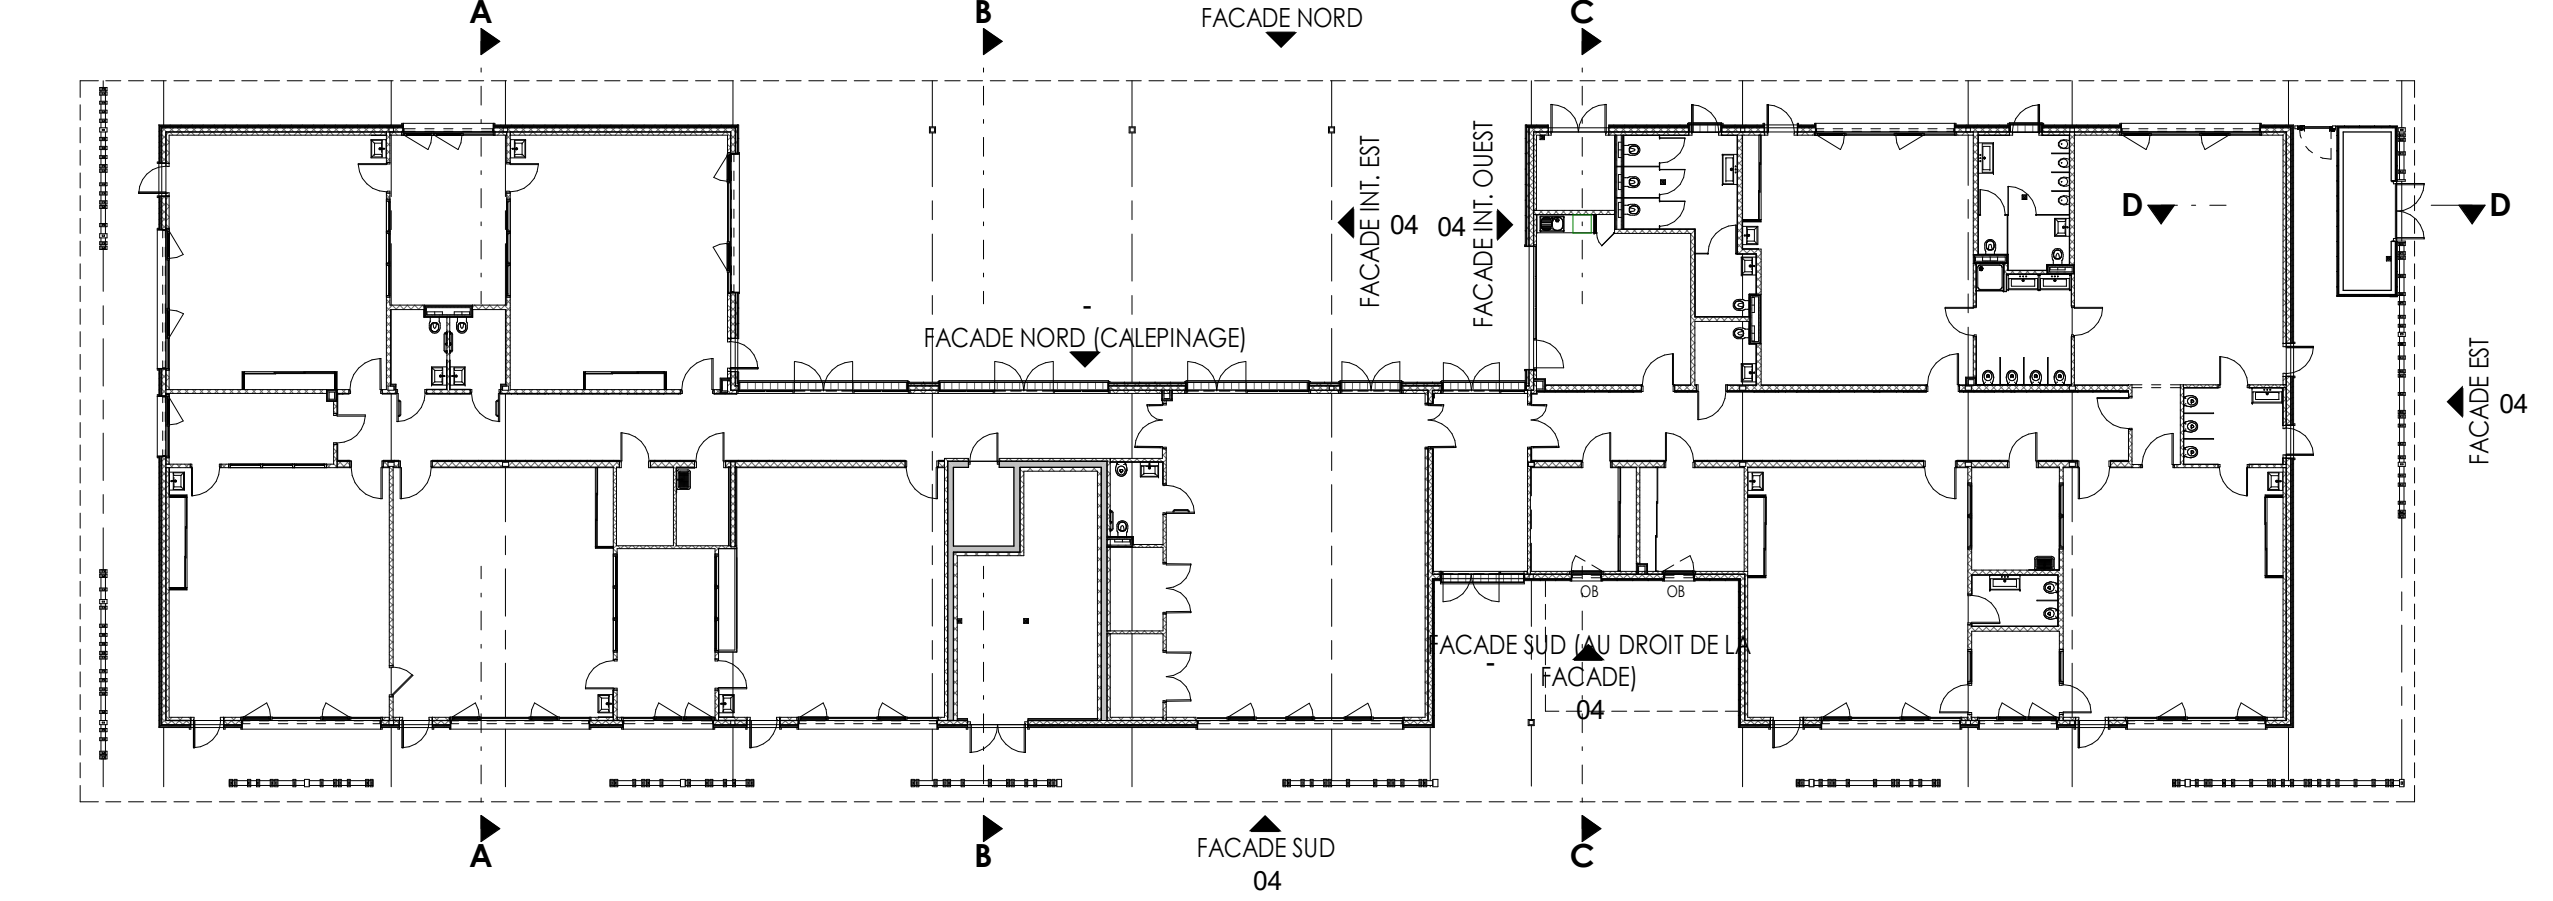 A
B
FACADE NORD
C
FACADE INT. EST
04
04
FACADE INT. OUEST
D
D
-
FACADE NORD (CALEPINAGE)
FACADE EST
04
OB
OB
FACADE SUD (AU DROIT DE LA
-
FACADE)
04
A
B
FACADE SUD
04
C